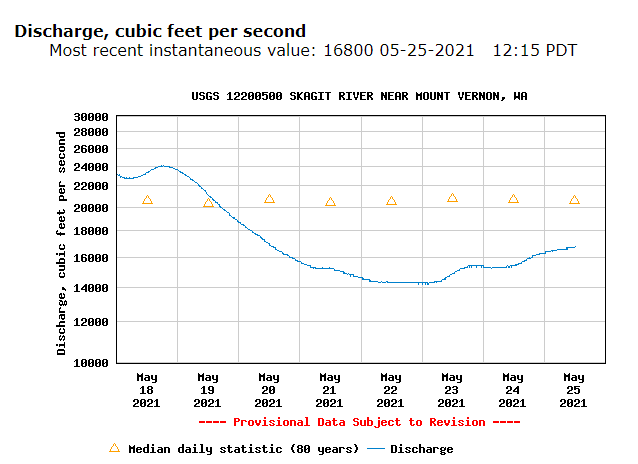 Discharge, cubic feet per second
Most recent instantaneous value: 16800 05-25-2021 12:15 PDT
USGS 12200500 SKAGIT RIVER NEAR MOUNT VERNON, WA
Discharge, cubic feet per second
30000
28000
26000
24000
22000
20000
18000
16000
14000
12000
10000
May May May May May May May May
18 19 20 21 22 23 24 25
2021 2021 2021 2021 2021 2021 2021 2021
---- Provisional Data Subject to Revision ----
Median daily statistic (80 years) Discharge